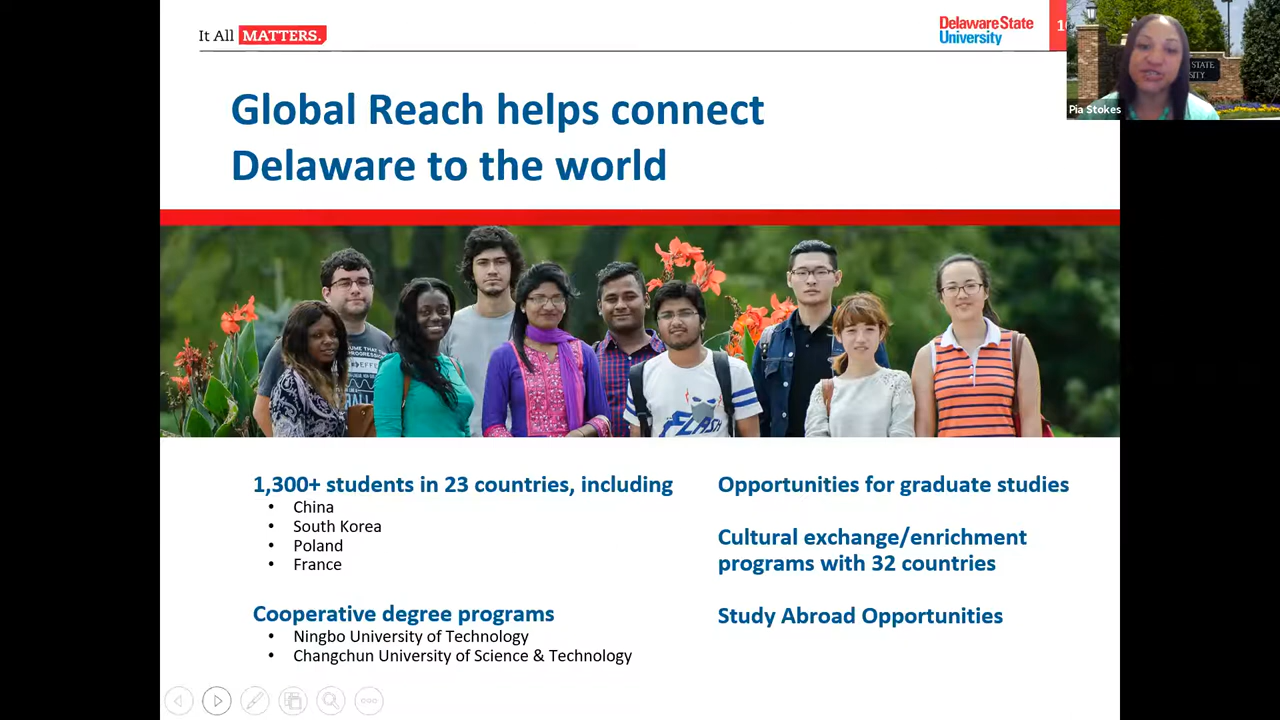 It All MATTERS.
Delaware State
University
STATE
Pia Stokes
Global Reach helps connect
Delaware to the world
FLASH
1,300+ students in 23 countries, including
• China
• South Korea
• Poland
• France
Cooperative degree programs
• Ningbo University of Technology
• Changchun University of Science & Technology
Opportunities for graduate studies
Cultural exchange/enrichment
programs with 32 countries
Study Abroad Opportunities